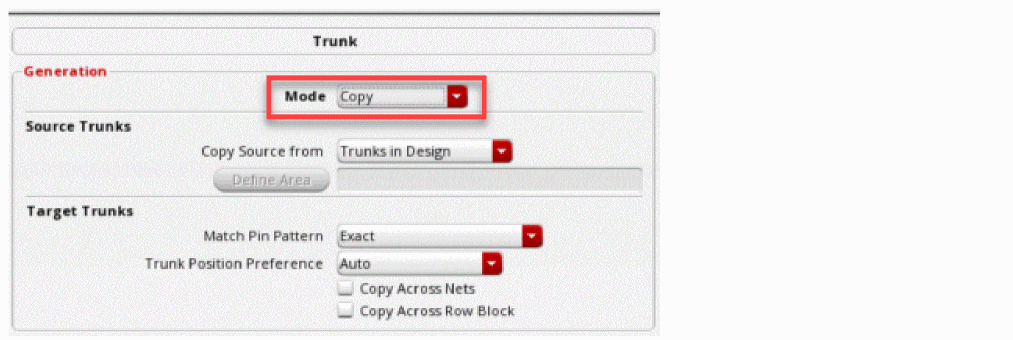 Trunk
Generation
Mode Copy
Source Trunks
Copy Source from Trunks in Design
Define Area
Target Trunks
Match Pin Pattern Exact
Trunk Position Preference Auto
Copy Across Nets
Copy Across Row Block